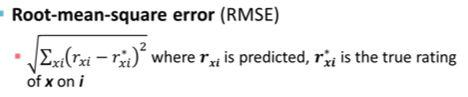 ▪ Root-mean-square error (RMSE)
▪ √(Σₓᵢ(rₓᵢ − r*ₓᵢ)²) where rₓᵢ is predicted, r*ₓᵢ is the true rating
of x on i